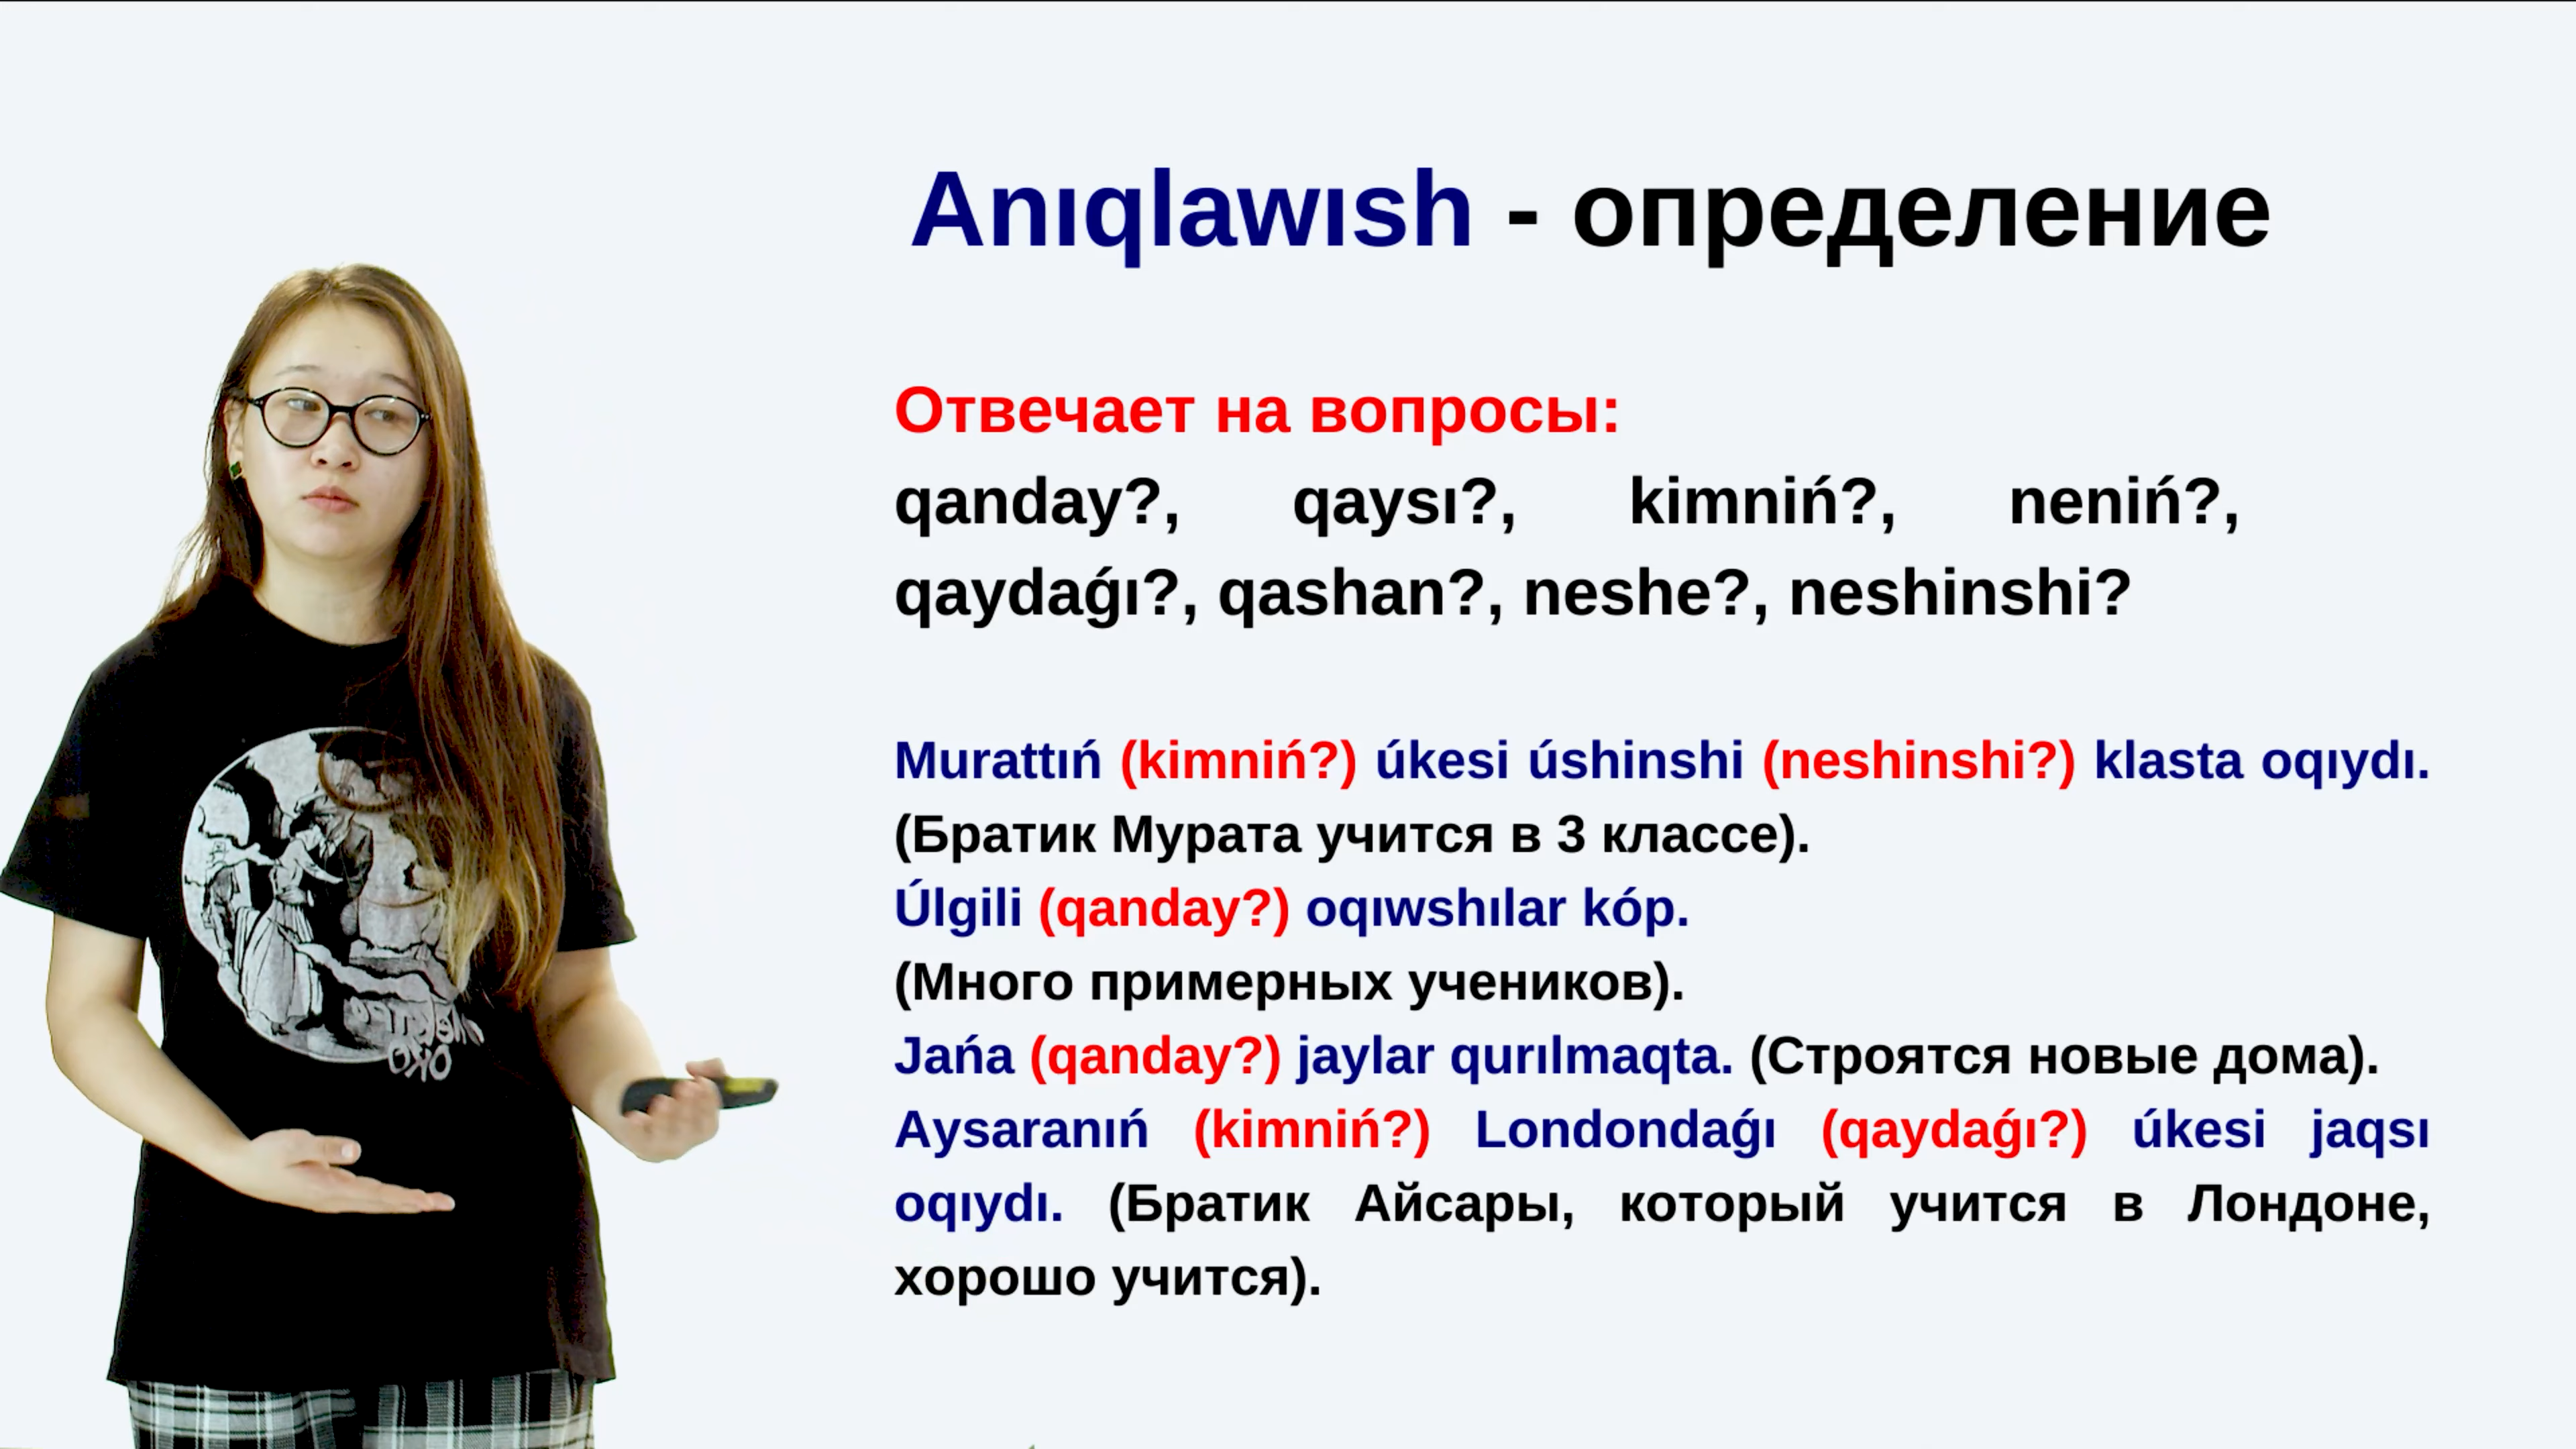 Anıqlawısh - определение
Отвечает на вопросы:
qanday?, qaysı?, kimniń?, neniń?,
qaydaǵı?, qashan?, neshe?, neshinshi?
Murattıń (kimniń?) úkesi úshinshi (neshinshi?) klasta oqıydı.
(Братик Мурата учится в 3 классе).
Úlgili (qanday?) oqıwshılar kóp.
(Много примерных учеников).
Jańa (qanday?) jaylar qurılmaqta. (Строятся новые дома).
Aysaranıń (kimniń?) Londondaǵı (qaydaǵı?) úkesi jaqsı
oqıydı. (Братик Айсары, который учится в Лондоне,
хорошо учится).